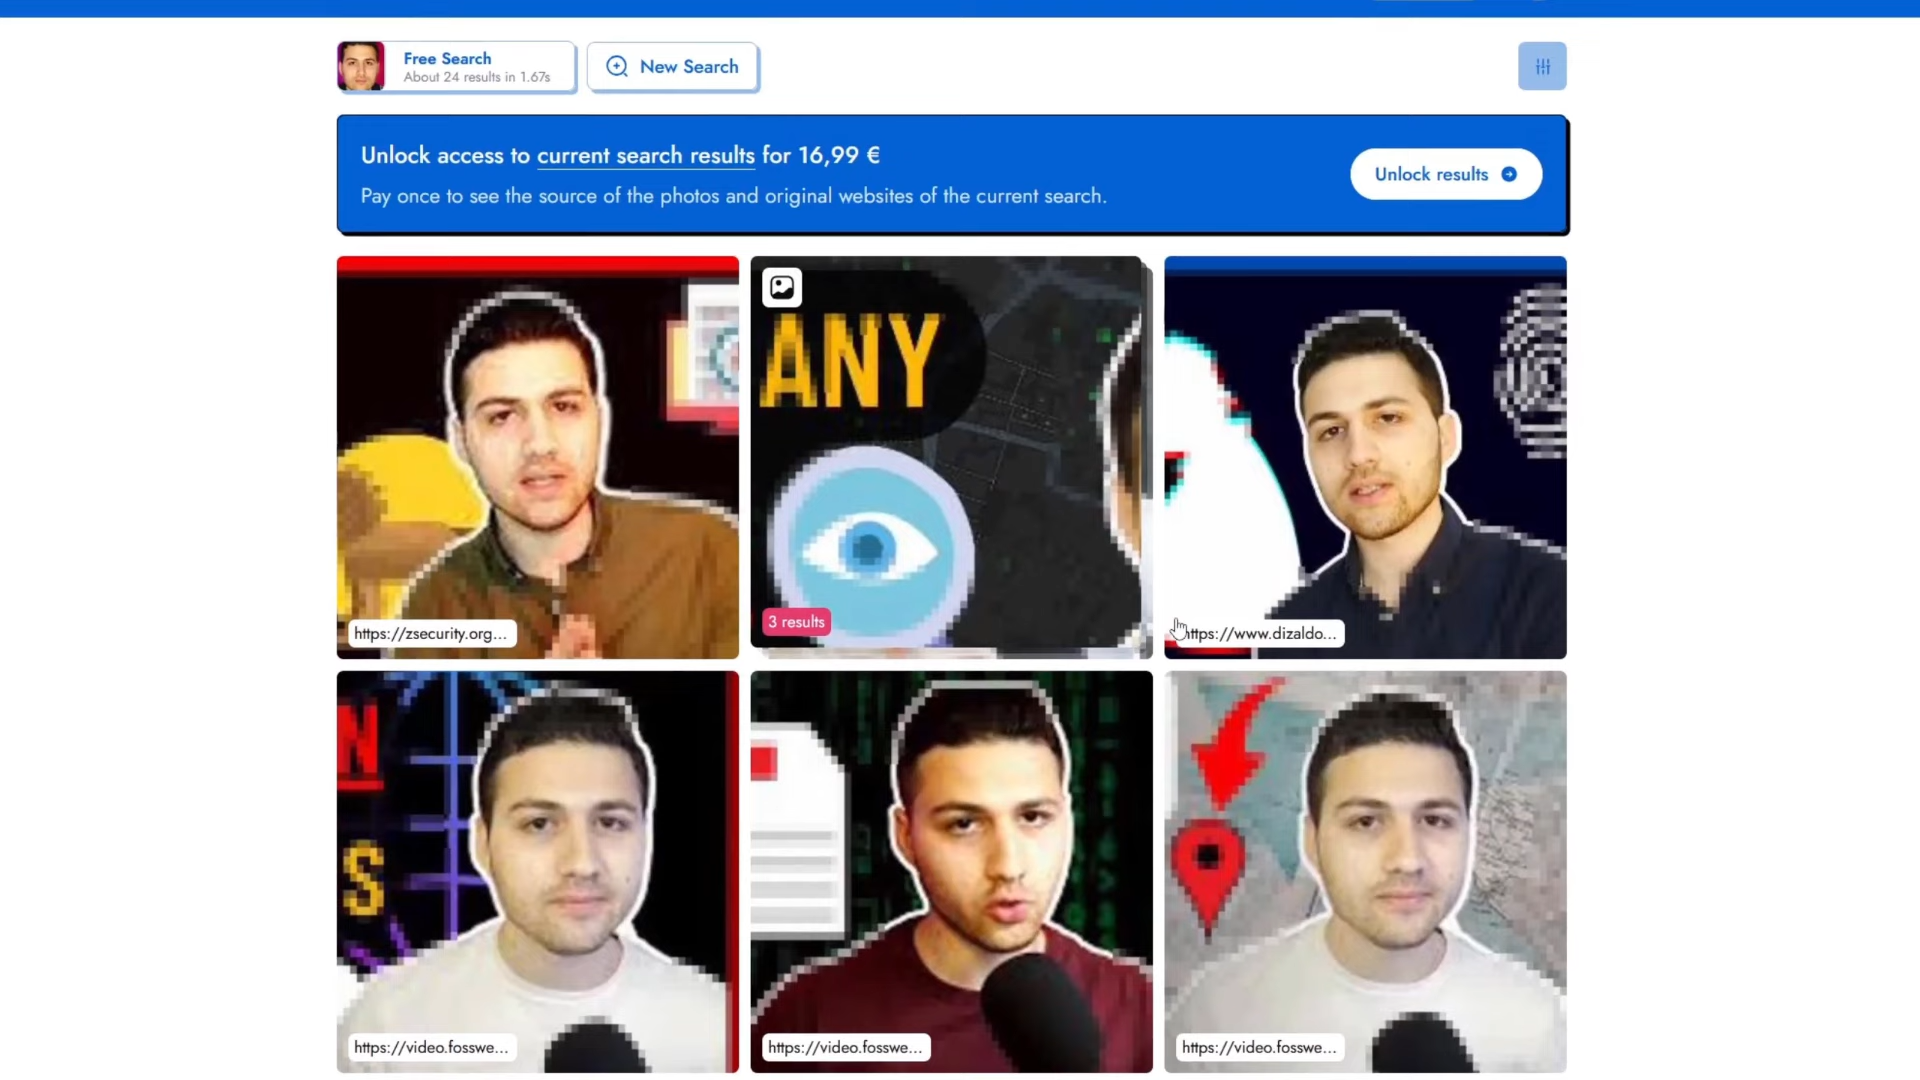 Free Search
About 24 results in 1.67s
New Search
Unlock access to current search results for 16,99 €
Pay once to see the source of the photos and original websites of the current search.
Unlock results
ANY
3 results
https://zsecurity.org...
https://www.dizaldo...
N
S
https://video.fosswe...
https://video.fosswe...
https://video.fosswe...